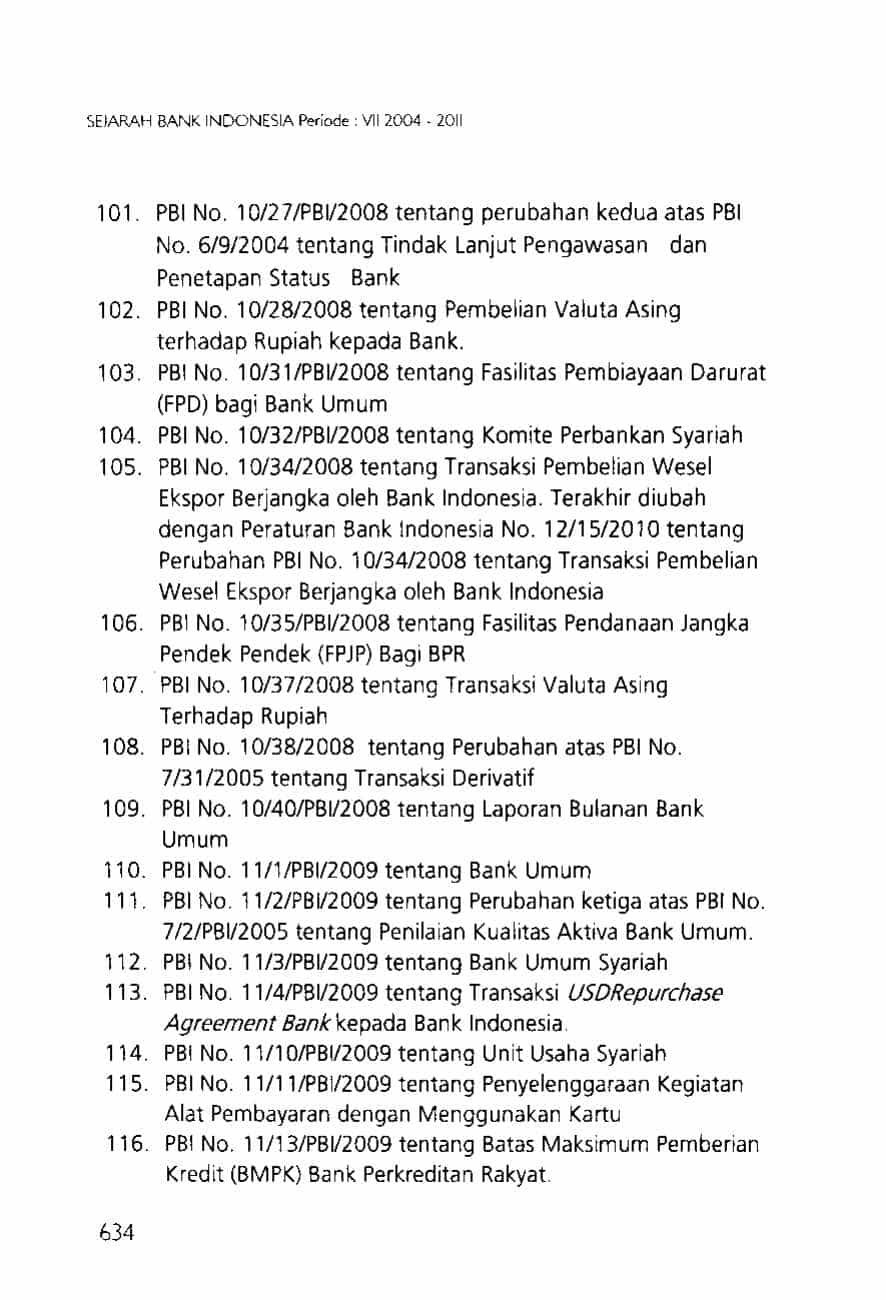 SEJARAH BANK INDONESIA Periode : VII 2004 - 2011
101. PBI No. 10/27/PBI/2008 tentang perubahan kedua atas PBI
No. 6/9/2004 tentang Tindak Lanjut Pengawasan dan
Penetapan Status Bank
102. PBI No. 10/28/2008 tentang Pembelian Valuta Asing
terhadap Rupiah kepada Bank.
103. PBI No. 10/31/PBI/2008 tentang Fasilitas Pembiayaan Darurat
(FPD) bagi Bank Umum
104. PBI No. 10/32/PBI/2008 tentang Komite Perbankan Syariah
105. PBI No. 10/34/2008 tentang Transaksi Pembelian Wesel
Ekspor Berjangka oleh Bank Indonesia. Terakhir diubah
dengan Peraturan Bank Indonesia No. 12/15/2010 tentang
Perubahan PBI No. 10/34/2008 tentang Transaksi Pembelian
Wesel Ekspor Berjangka oleh Bank Indonesia
106. PBI No. 10/35/PBI/2008 tentang Fasilitas Pendanaan Jangka
Pendek Pendek (FPJP) Bagi BPR
107. PBI No. 10/37/2008 tentang Transaksi Valuta Asing
Terhadap Rupiah
108. PBI No. 10/38/2008 tentang Perubahan atas PBI No.
7/31/2005 tentang Transaksi Derivatif
109. PBI No. 10/40/PBI/2008 tentang Laporan Bulanan Bank
Umum
110. PBI No. 11/1/PBI/2009 tentang Bank Umum
111. PBI No. 11/2/PBI/2009 tentang Perubahan ketiga atas PBI No.
7/2/PBI/2005 tentang Penilaian Kualitas Aktiva Bank Umum.
112. PBI No. 11/3/PBI/2009 tentang Bank Umum Syariah
113. PBI No. 11/4/PBI/2009 tentang Transaksi USDRepurchase
Agreement Bank kepada Bank Indonesia.
114. PBI No. 11/10/PBI/2009 tentang Unit Usaha Syariah
115. PBI No. 11/11/PBI/2009 tentang Penyelenggaraan Kegiatan
Alat Pembayaran dengan Menggunakan Kartu
116. PBI No. 11/13/PBI/2009 tentang Batas Maksimum Pemberian
Kredit (BMPK) Bank Perkreditan Rakyat.
634